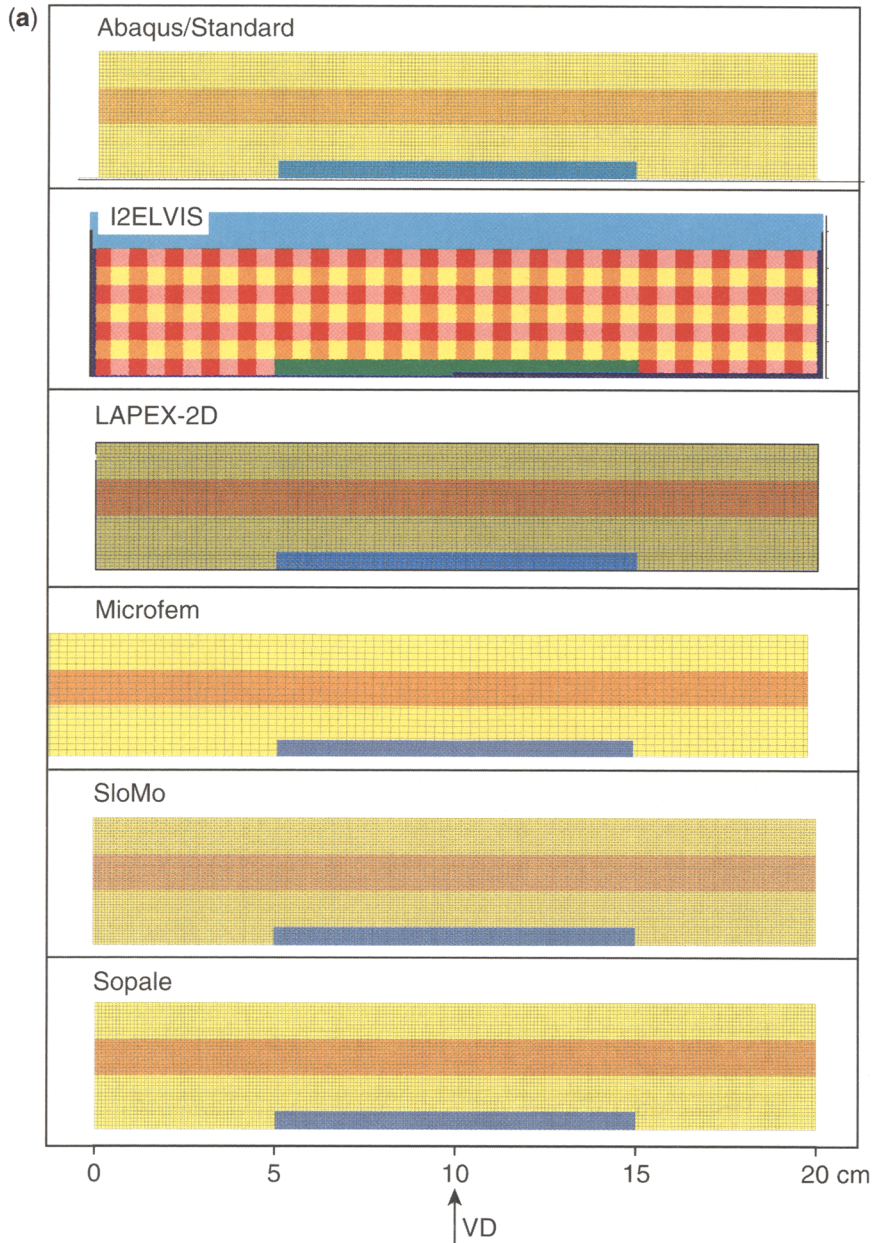 (a)
Abaqus/Standard
I2ELVIS
LAPEX-2D
Microfem
SloMo
Sopale
0 5 10 15 20 cm
VD